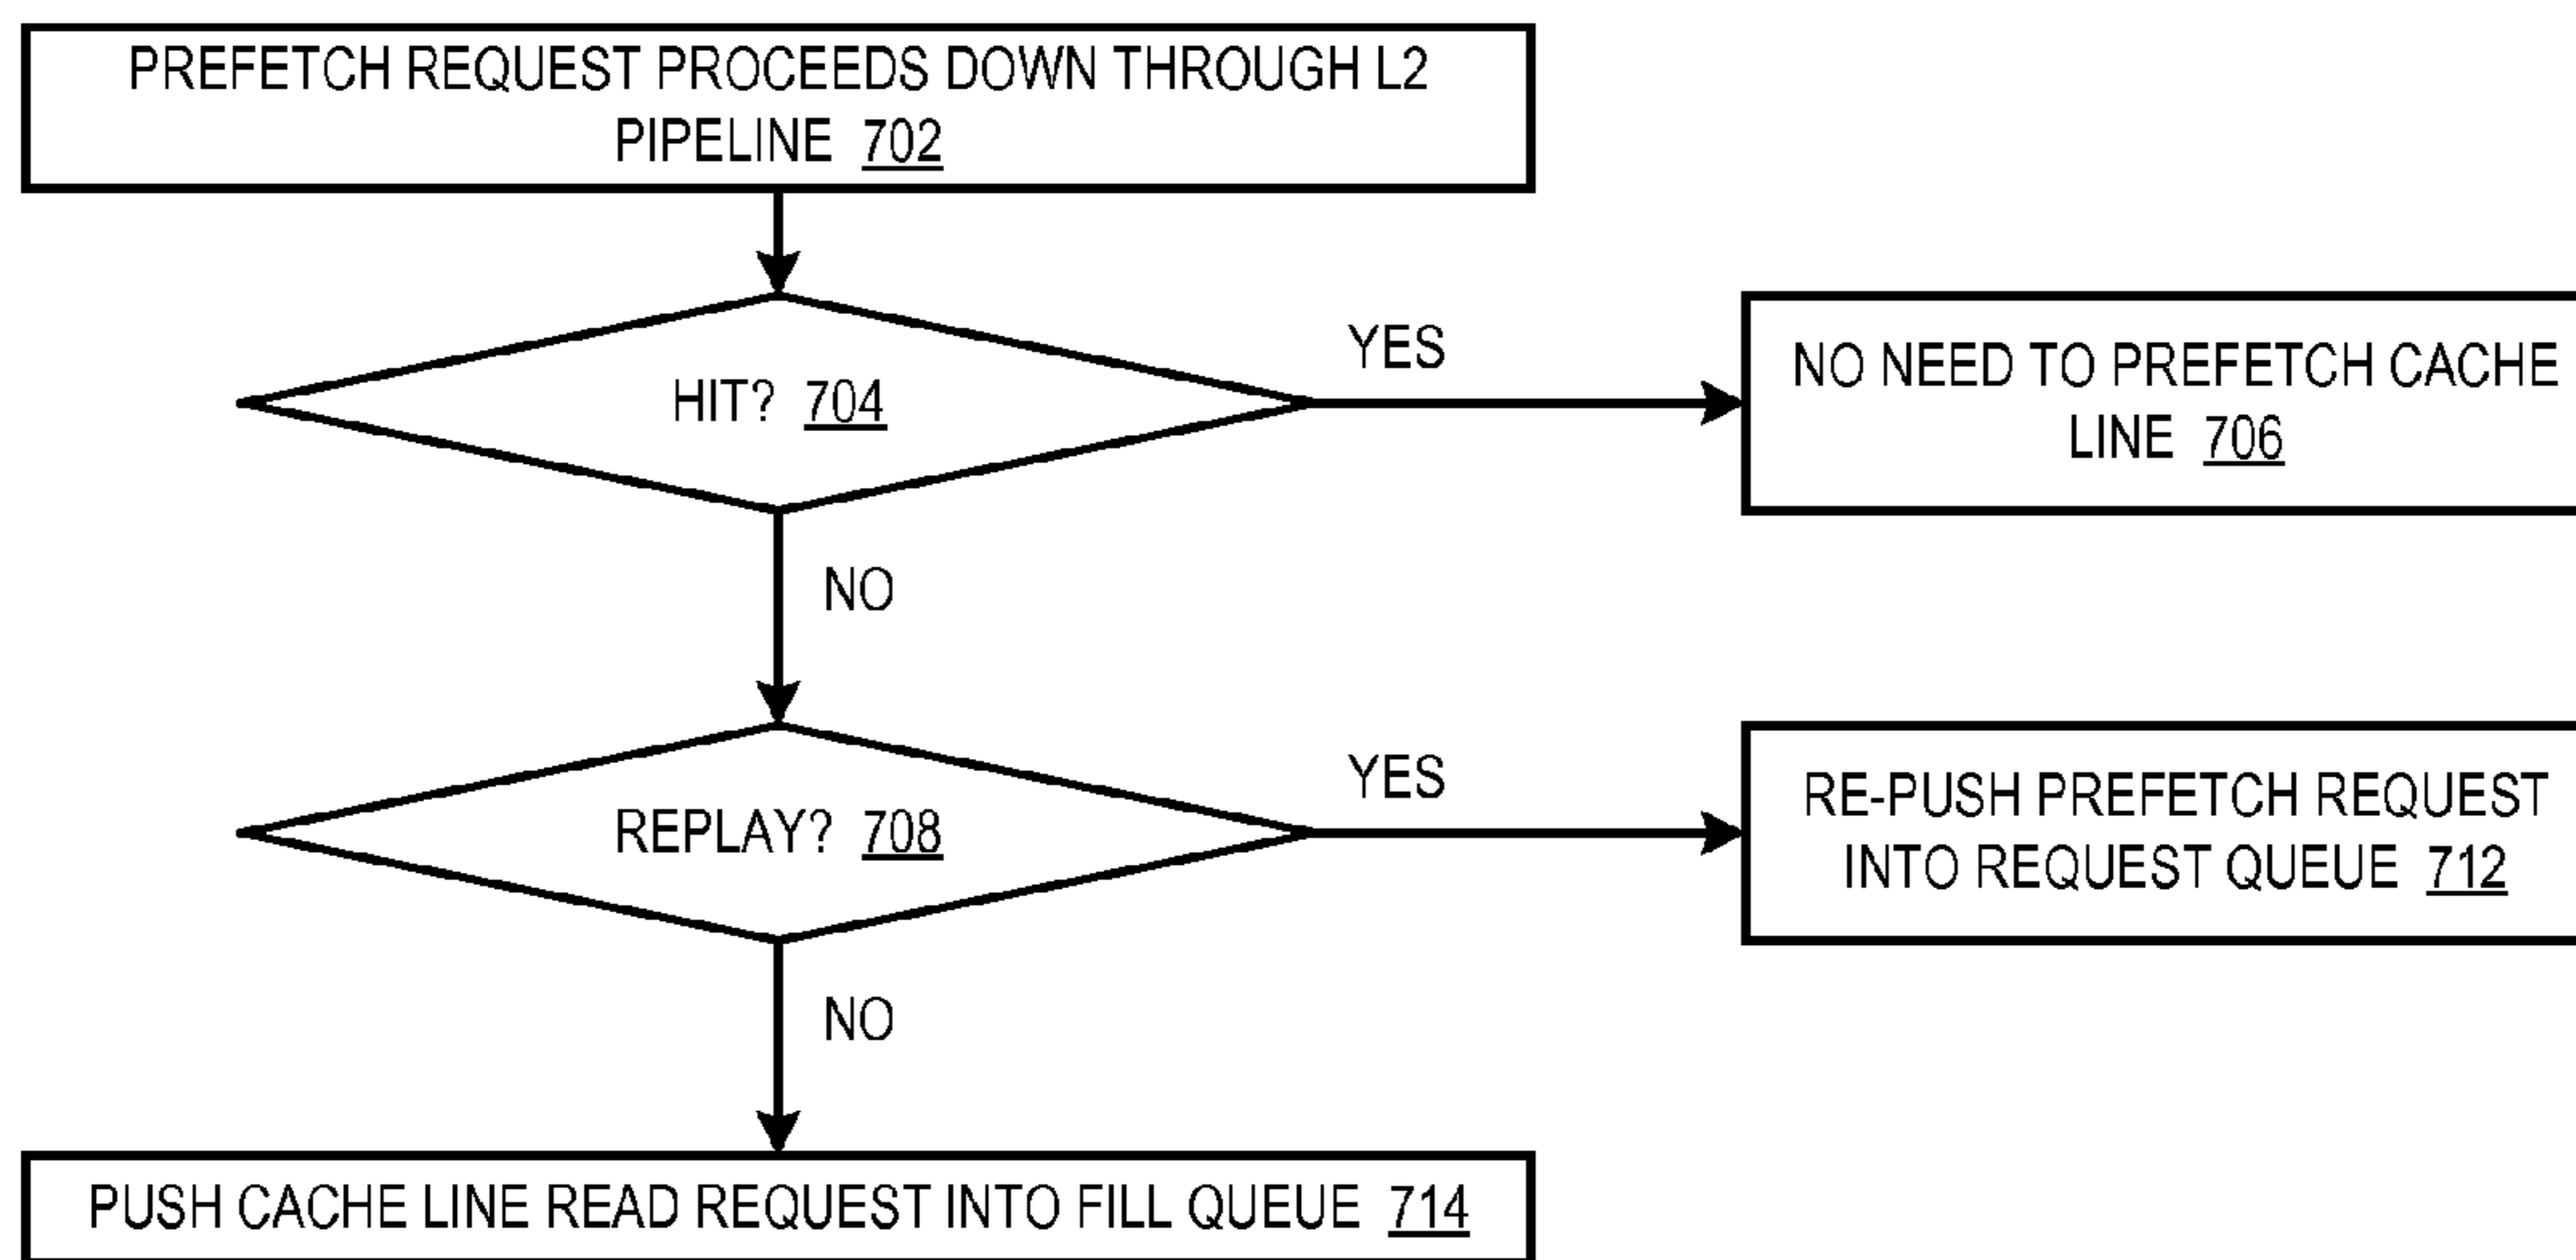 PREFETCH REQUEST PROCEEDS DOWN THROUGH L2
PIPELINE 702
HIT? 704
YES
NO NEED TO PREFETCH CACHE
LINE 706
NO
REPLAY? 708
YES
RE-PUSH PREFETCH REQUEST
INTO REQUEST QUEUE 712
NO
PUSH CACHE LINE READ REQUEST INTO FILL QUEUE 714